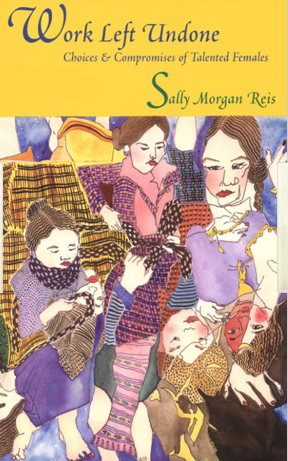 Work Left Undone
Choices & Compromises of Talented Females
Sally Morgan Reis